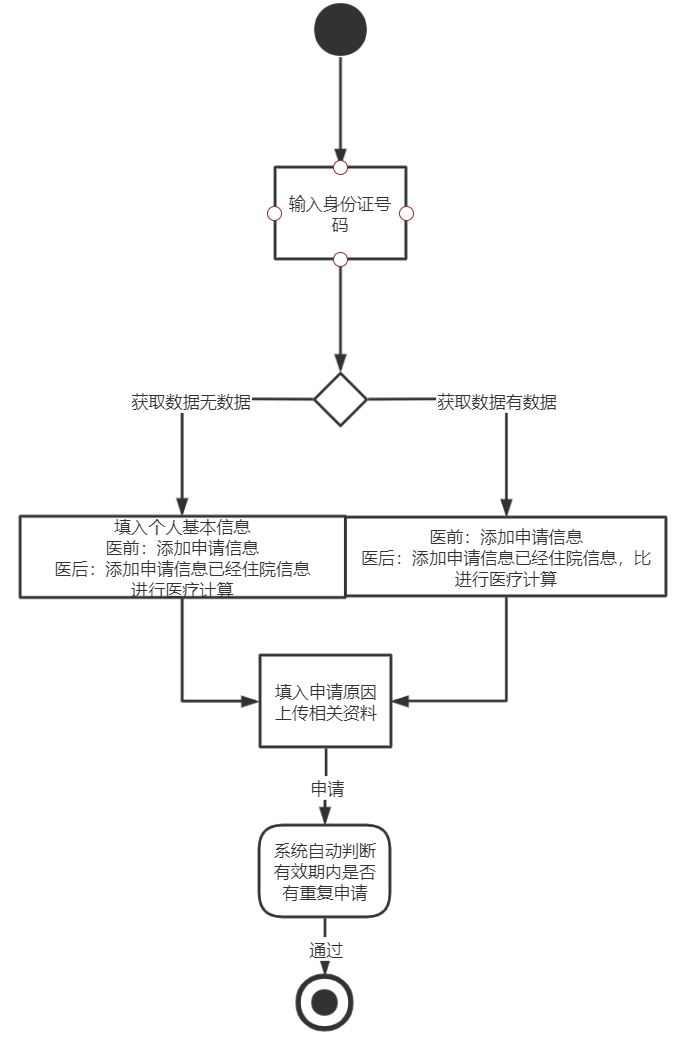 输入身份证号
码
获取数据无数据
获取数据有数据
填入个人基本信息
医前：添加申请信息
医后：添加申请信息已经住院信息
进行医疗计算
医前：添加申请信息
医后：添加申请信息已经住院信息，比
进行医疗计算
填入申请原因
上传相关资料
申请
系统自动判断
有效期内是否
有重复申请
通过